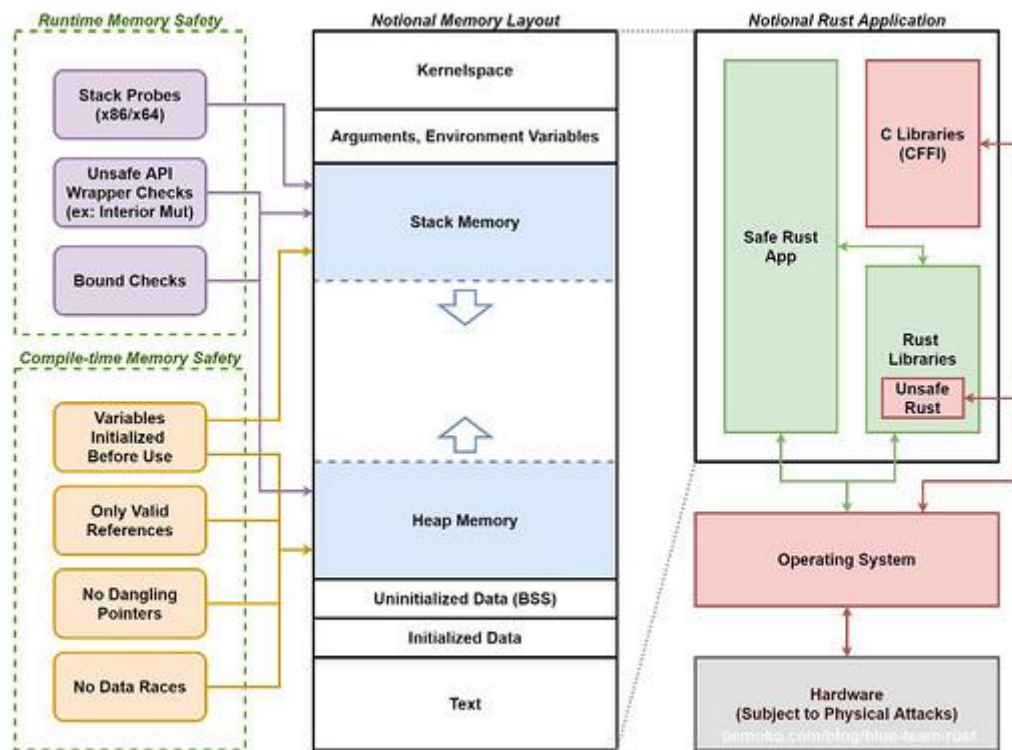 Runtime Memory Safety
Stack Probes
(x86/x64)
Unsafe API
Wrapper Checks
(ex: Interior Mut)
Bound Checks
Compile-time Memory Safety
Variables
Initialized
Before Use
Only Valid
References
No Dangling
Pointers
No Data Races
Notional Memory Layout
Kernelspace
Arguments, Environment Variables
Stack Memory
Heap Memory
Uninitialized Data (BSS)
Initialized Data
Text
Notional Rust Application
Safe Rust
App
C Libraries
(CFFI)
Rust
Libraries
Unsafe
Rust
Operating System
Hardware
(Subject to Physical Attacks)
tiemoko.com/blog/blue-team-rust